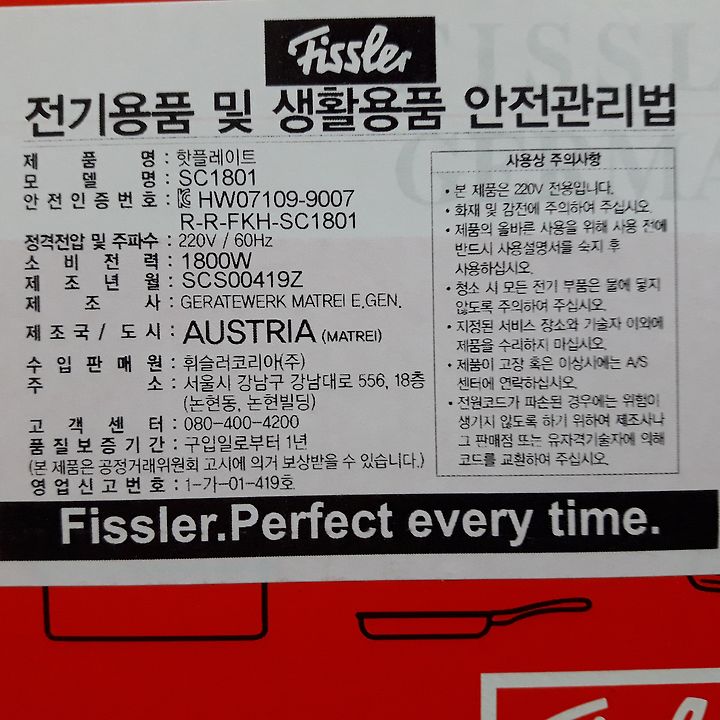 Fissler
전기용품 및 생활용품 안전관리법
제 품 명 : 핫플레이트
모 델 명 : SC1801
안전인증번호 : HW07109-9007
R-R-FKH-SC1801
정격전압 및 주파수 : 220V / 60Hz
소 비 전 력 : 1800W
제 조 년 월 : SCS00419Z
제 조 사 : GERATEWERK MATREI E.GEN.
제조국 / 도시 : AUSTRIA (MATREI)
수 입 판 매 원 : 휘슬러코리아(주)
주 소 : 서울시 강남구 강남대로 556, 18층
(논현동, 논현빌딩)
고 객 센 터 : 080-400-4200
품질보증기간 : 구입일로부터 1년
(본 제품은 공정거래위원회 고시에 의거 보상받을 수 있습니다.)
영업신고번호 : 1-가-01-419호
사용상 주의사항
• 본 제품은 220V 전용입니다.
• 화재 및 감전에 주의하여 주십시오.
• 제품의 올바른 사용을 위해 사용 전에
반드시 사용설명서를 숙지 후
사용하십시오.
• 청소 시 모든 전기 부품은 물에 닿지
않도록 주의하여 주십시오.
• 지정된 서비스 장소와 기술자 이외에
제품을 수리하지 마십시오.
• 제품이 고장 혹은 이상시에는 A/S
센터에 연락하십시오.
• 전원코드가 파손된 경우에는 위험이
생기지 않도록 하기 위하여 제조사나
그 판매점 또는 유자격기술자에 의해
코드를 교환하여 주십시오.
Fissler.Perfect every time.